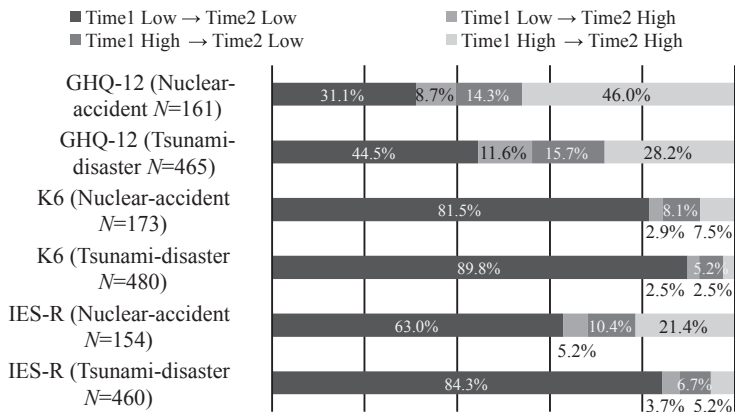 ■ Time1 Low → Time2 Low ■ Time1 Low → Time2 High
■ Time1 High → Time2 Low ■ Time1 High → Time2 High
GHQ-12 (Nuclear-
accident N=161)
31.1% 8.7% 14.3% 46.0%
GHQ-12 (Tsunami-
disaster N=465)
44.5% 11.6% 15.7% 28.2%
K6 (Nuclear-accident
N=173)
81.5% 8.1%
2.9% 7.5%
K6 (Tsunami-disaster
N=480)
89.8% 5.2%
2.5% 2.5%
IES-R (Nuclear-accident
N=154)
63.0% 10.4% 21.4%
5.2%
IES-R (Tsunami-disaster
N=460)
84.3% 6.7%
3.7% 5.2%